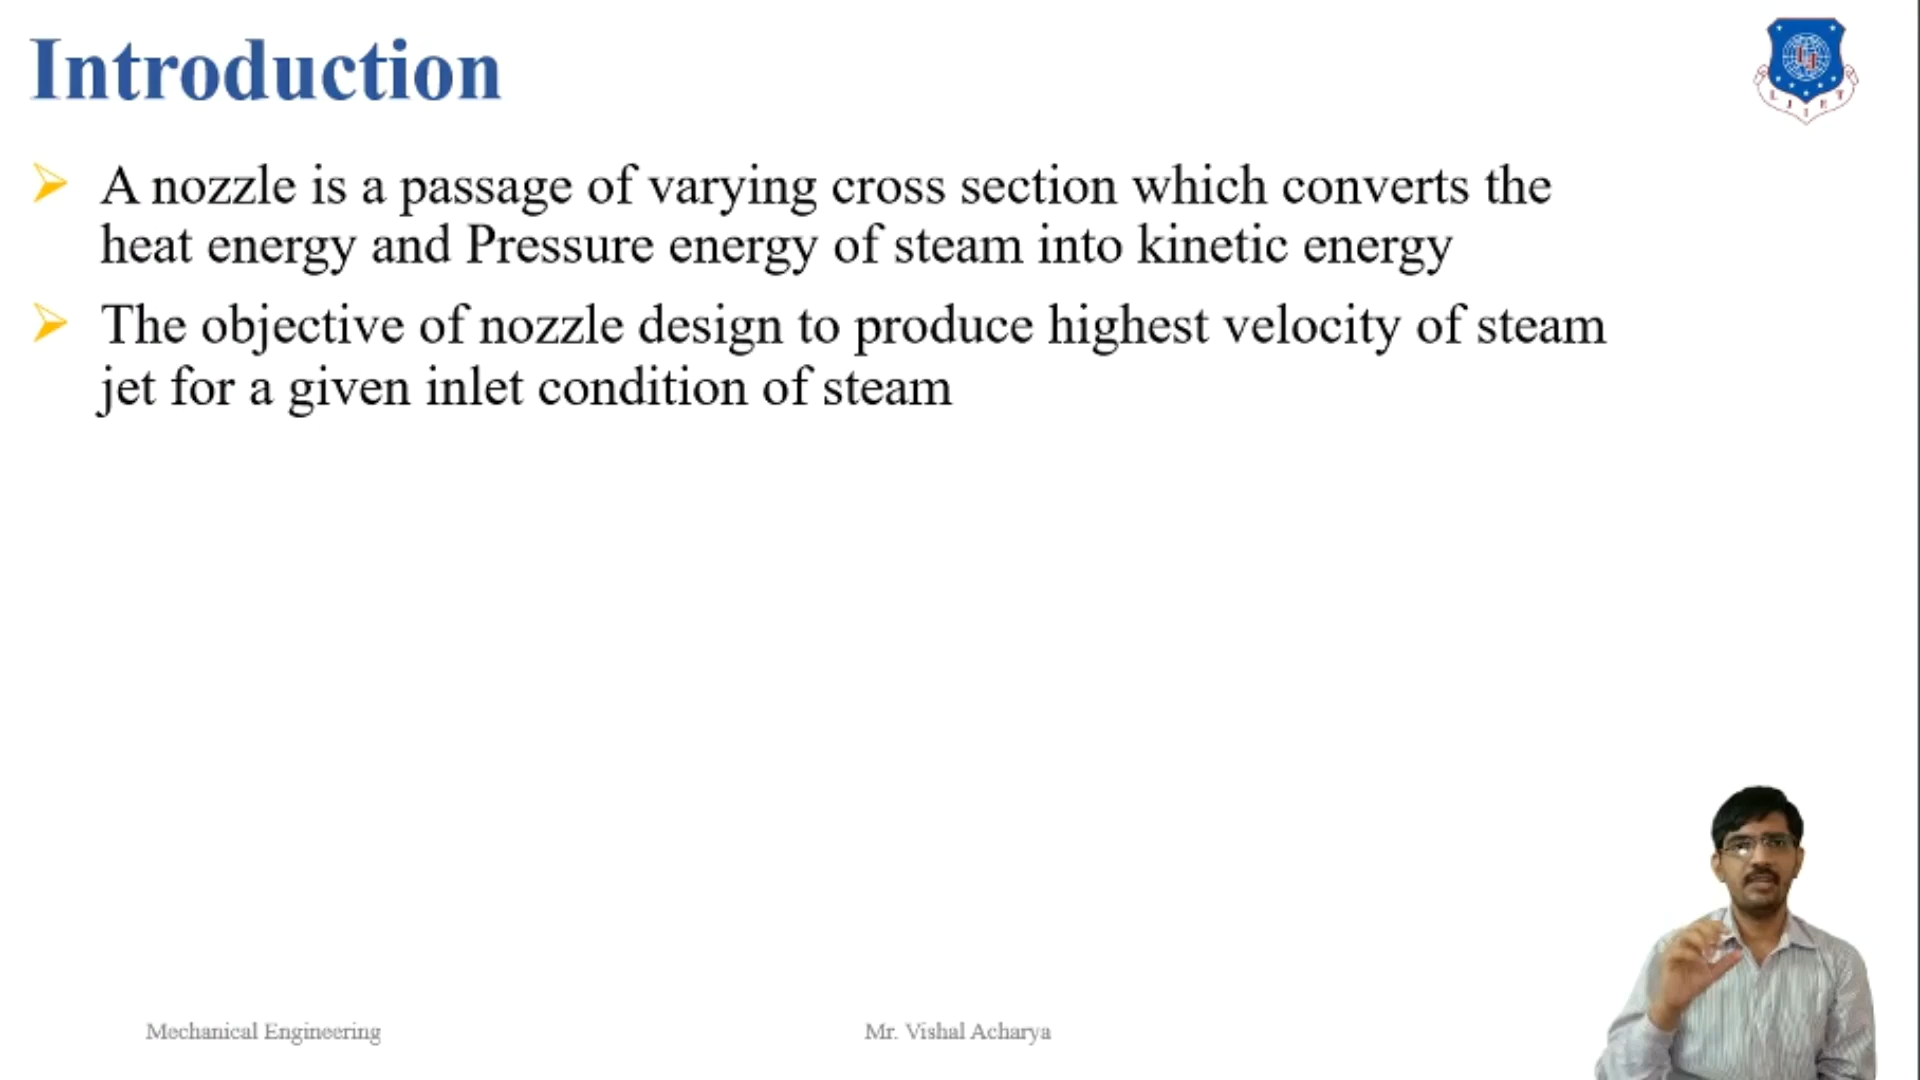 Introduction
A nozzle is a passage of varying cross section which converts the
heat energy and Pressure energy of steam into kinetic energy
The objective of nozzle design to produce highest velocity of steam
jet for a given inlet condition of steam
L J I E T
Mechanical Engineering
Mr. Vishal Acharya